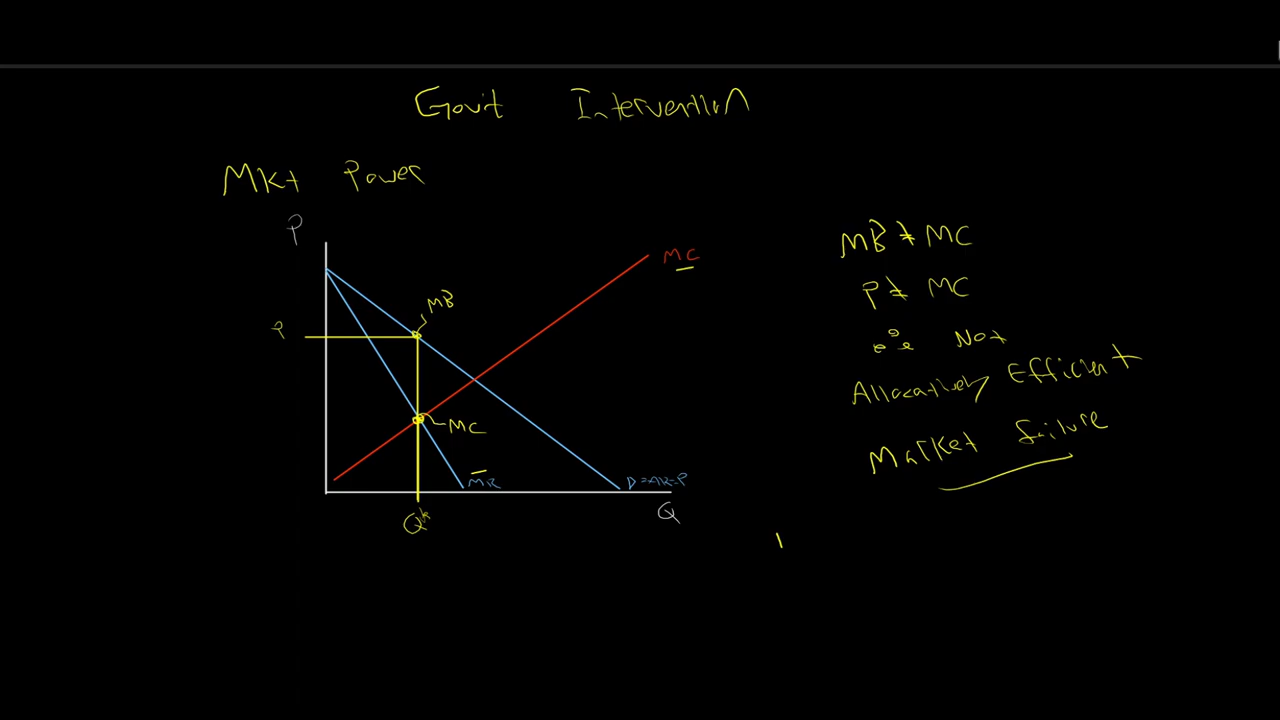 Gov't Intervention
Mkt Power
P
MC
MB
P
MC
MR
D=AR=P
Q
Q*
MB ≠ MC
P ≠ MC
∴ Not
Allocatively Efficient
Market failure